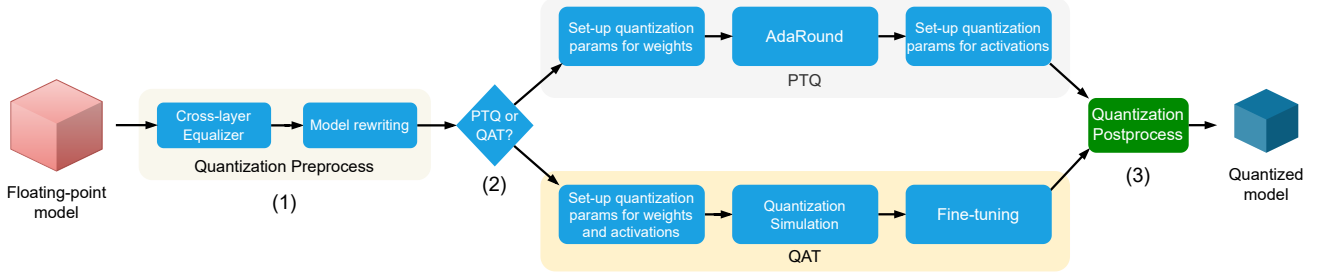 Floating-point
model
Cross-layer
Equalizer
Model rewriting
Quantization Preprocess
(1)
PTQ or
QAT?
(2)
Set-up quantization
params for weights
AdaRound
Set-up quantization
params for activations
PTQ
Set-up quantization
params for weights
and activations
Quantization
Simulation
Fine-tuning
QAT
Quantization
Postprocess
(3)
Quantized
model